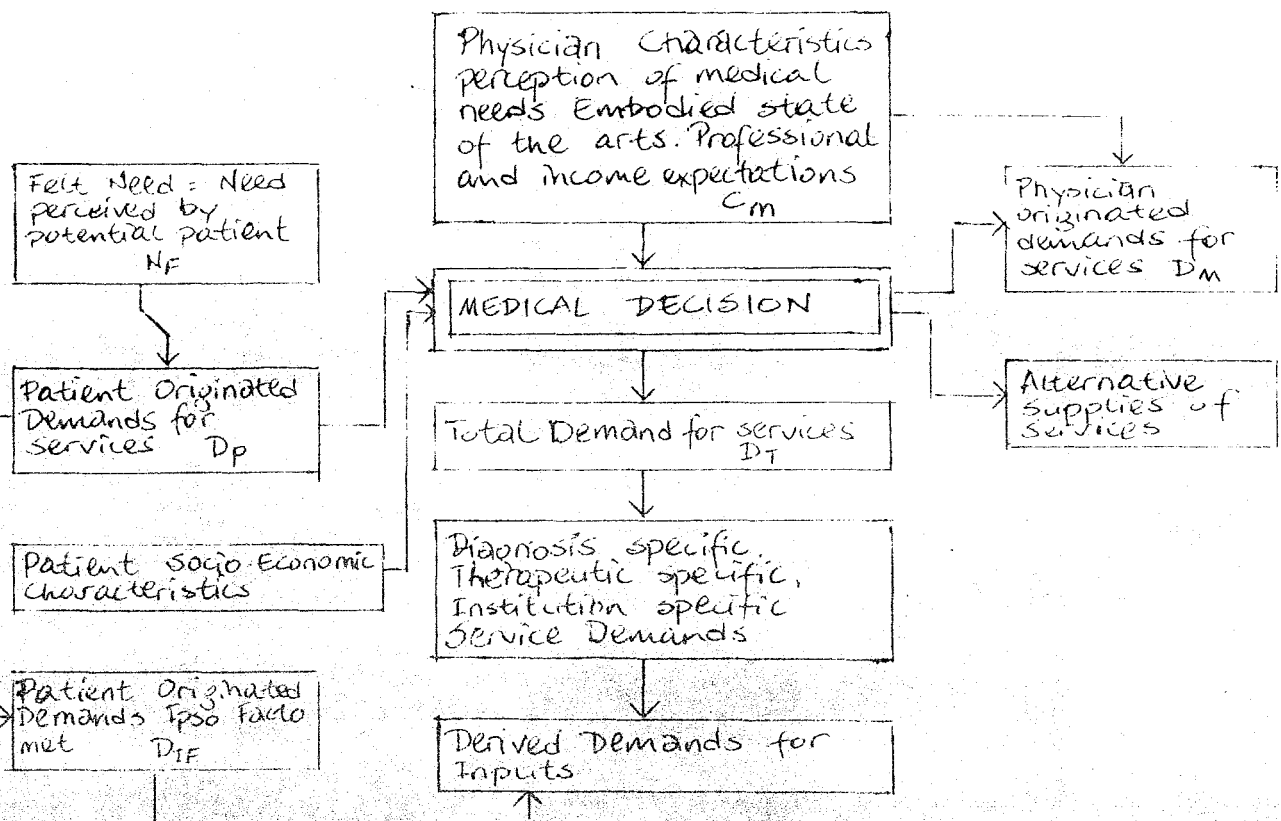 Physician Characteristics
perception of medical
needs Embodied state
of the arts. Professional
and income expectations
Cm
Felt Need = Need
perceived by
potential patient
NF
Physician
originated
demands for
services DM
MEDICAL DECISION
Patient Originated
Demands for
services DP
Alternative
supplies of
services
Total Demand for services
DT
Patient Socio-Economic
characteristics
Diagnosis specific,
Therapeutic specific,
Institution specific
Service Demands
Patient Originated
Demands Ipso Facto
met DIF
Derived Demands for
Inputs